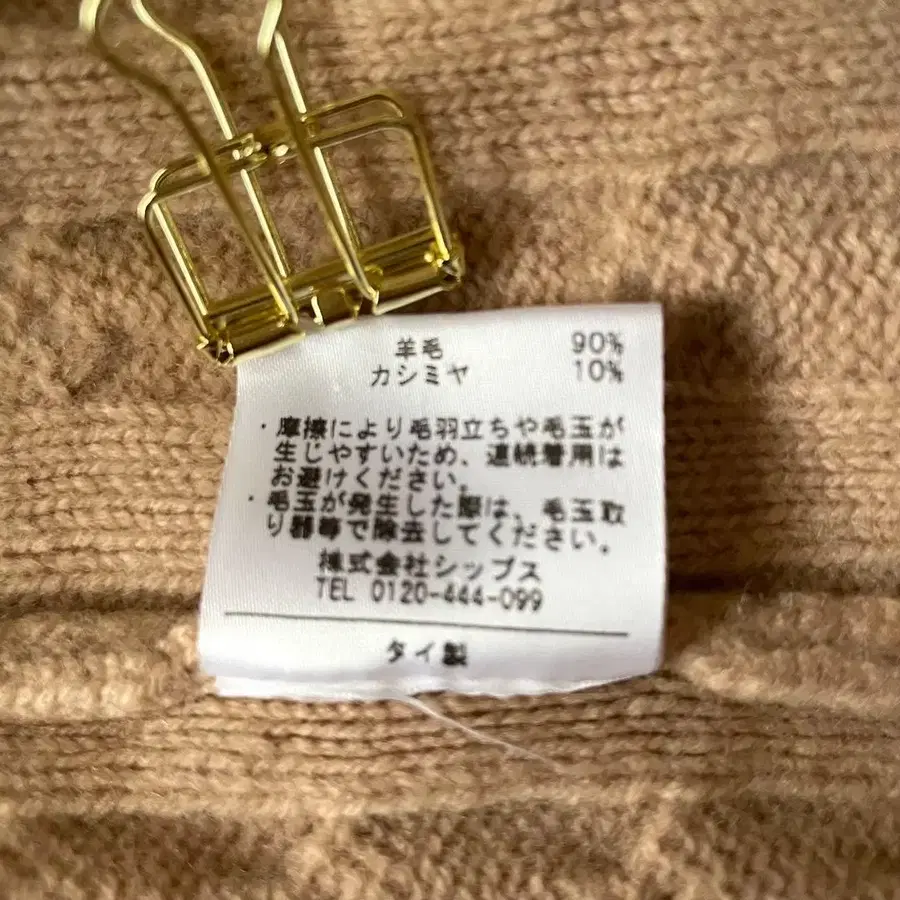 羊毛 90%
カシミヤ 10%
・摩擦により毛羽立ちや毛玉が
生じやすいため、連続着用は
お避けください。
・毛玉が発生した際は、毛玉取
り器等で除去してください。
株式会社シップス
TEL 0120-444-099
タイ製